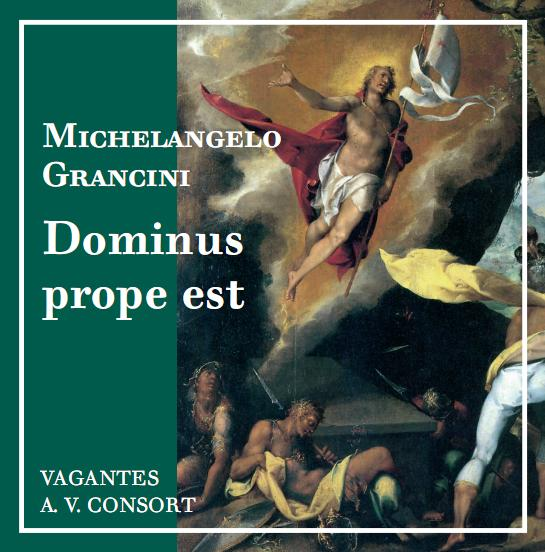 Michelangelo
Grancini
Dominus
prope est
VAGANTES
A. V. CONSORT